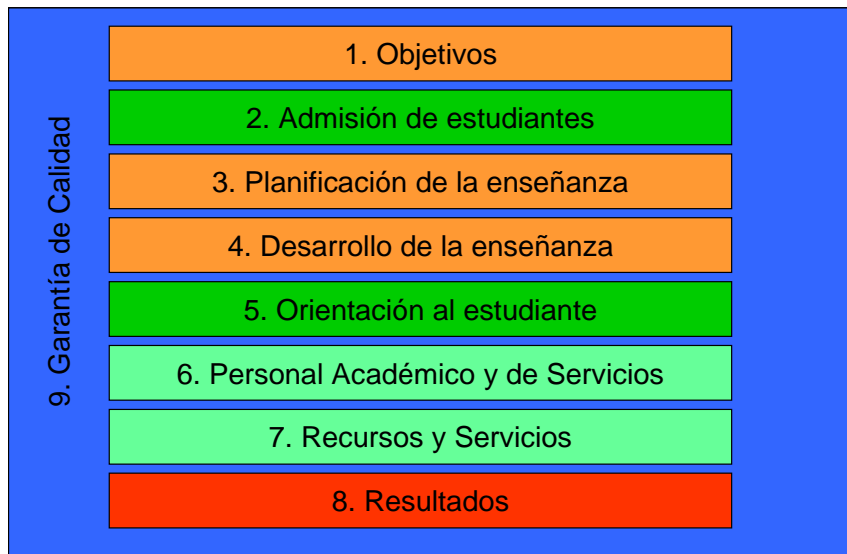 1. Objetivos
2. Admisión de estudiantes
3. Planificación de la enseñanza
4. Desarrollo de la enseñanza
5. Orientación al estudiante
6. Personal Académico y de Servicios
7. Recursos y Servicios
8. Resultados
9. Garantía de Calidad